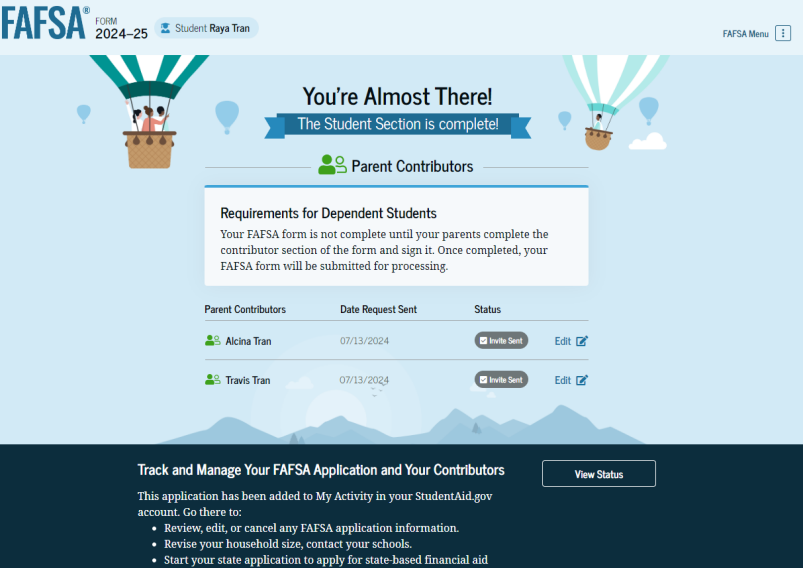 FAFSA®
FORM
2024–25
Student Raya Tran
FAFSA Menu
You're Almost There!
The Student Section is complete!
Parent Contributors
Requirements for Dependent Students
Your FAFSA form is not complete until your parents complete the
contributor section of the form and sign it. Once completed, your
FAFSA form will be submitted for processing.
Parent Contributors Date Request Sent Status
Alcina Tran 07/13/2024 Invite Sent Edit
Travis Tran 07/13/2024 Invite Sent Edit
Track and Manage Your FAFSA Application and Your Contributors
View Status
This application has been added to My Activity in your StudentAid.gov
account. Go there to:
• Review, edit, or cancel any FAFSA application information.
• Revise your household size, contact your schools.
• Start your state application to apply for state-based financial aid